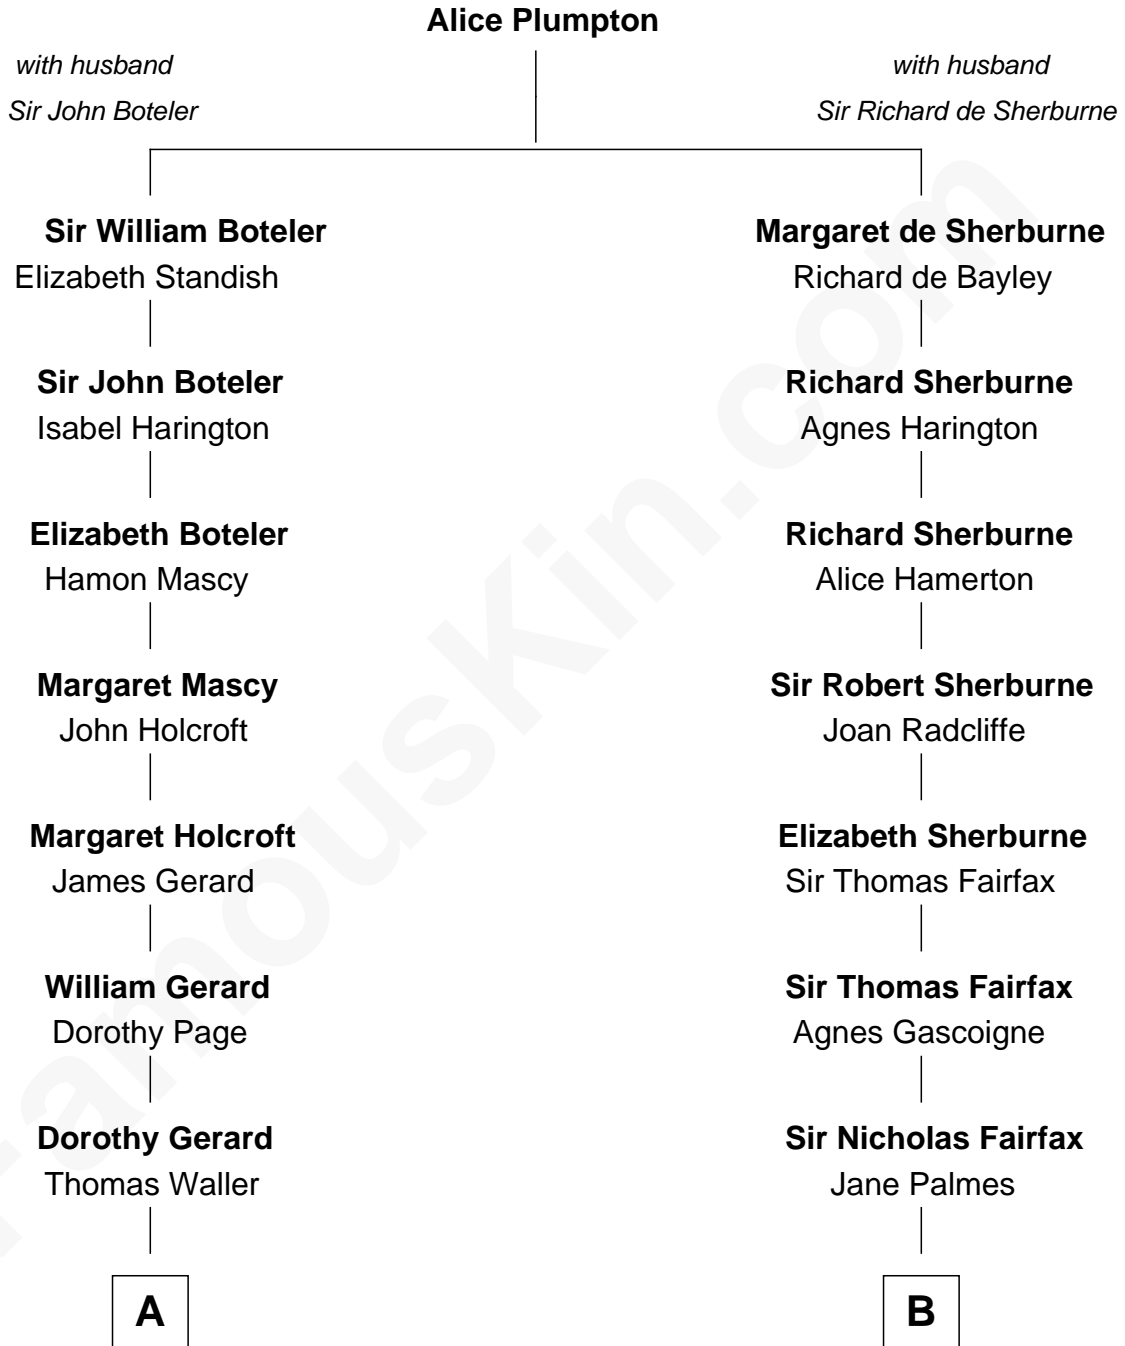 Alice Plumpton
with husband
Sir John Boteler
with husband
Sir Richard de Sherburne
Sir William Boteler
Elizabeth Standish
Margaret de Sherburne
Richard de Bayley
Sir John Boteler
Isabel Harington
Richard Sherburne
Agnes Harington
Elizabeth Boteler
Hamon Mascy
Richard Sherburne
Alice Hamerton
Margaret Mascy
John Holcroft
Sir Robert Sherburne
Joan Radcliffe
Margaret Holcroft
James Gerard
Elizabeth Sherburne
Sir Thomas Fairfax
William Gerard
Dorothy Page
Sir Thomas Fairfax
Agnes Gascoigne
Dorothy Gerard
Thomas Waller
Sir Nicholas Fairfax
Jane Palmes
A
B
FamousKin.com